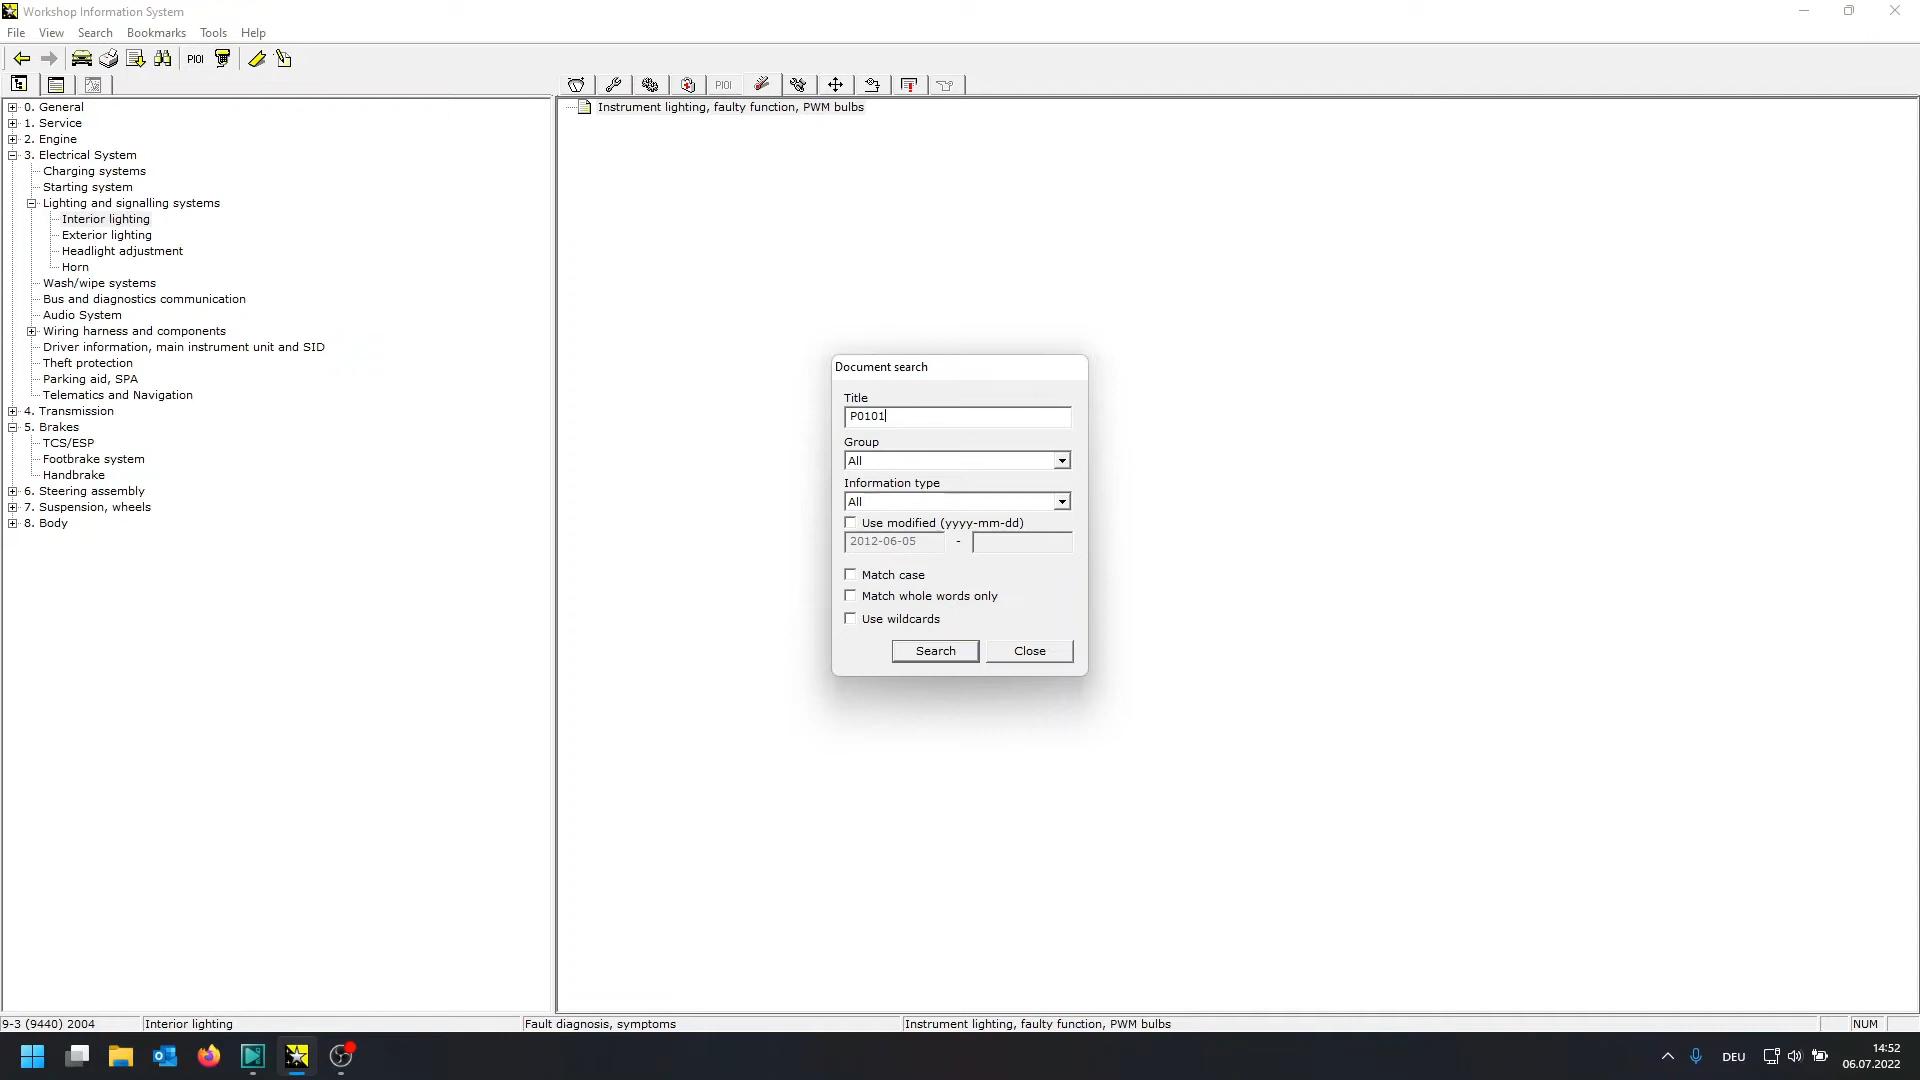 Workshop Information System
File View Search Bookmarks Tools Help
PIOI
PIOI
0. General
1. Service
2. Engine
3. Electrical System
Charging systems
Starting system
Lighting and signalling systems
Interior lighting
Exterior lighting
Headlight adjustment
Horn
Wash/wipe systems
Bus and diagnostics communication
Audio System
Wiring harness and components
Driver information, main instrument unit and SID
Theft protection
Parking aid, SPA
Telematics and Navigation
4. Transmission
5. Brakes
TCS/ESP
Footbrake system
Handbrake
6. Steering assembly
7. Suspension, wheels
8. Body
Instrument lighting, faulty function, PWM bulbs
Document search
Title
P0101
Group
All
Information type
All
Use modified (yyyy-mm-dd)
2012-06-05 -
Match case
Match whole words only
Use wildcards
Search Close
9-3 (9440) 2004 Interior lighting Fault diagnosis, symptoms Instrument lighting, faulty function, PWM bulbs NUM
DEU 14:52
06.07.2022